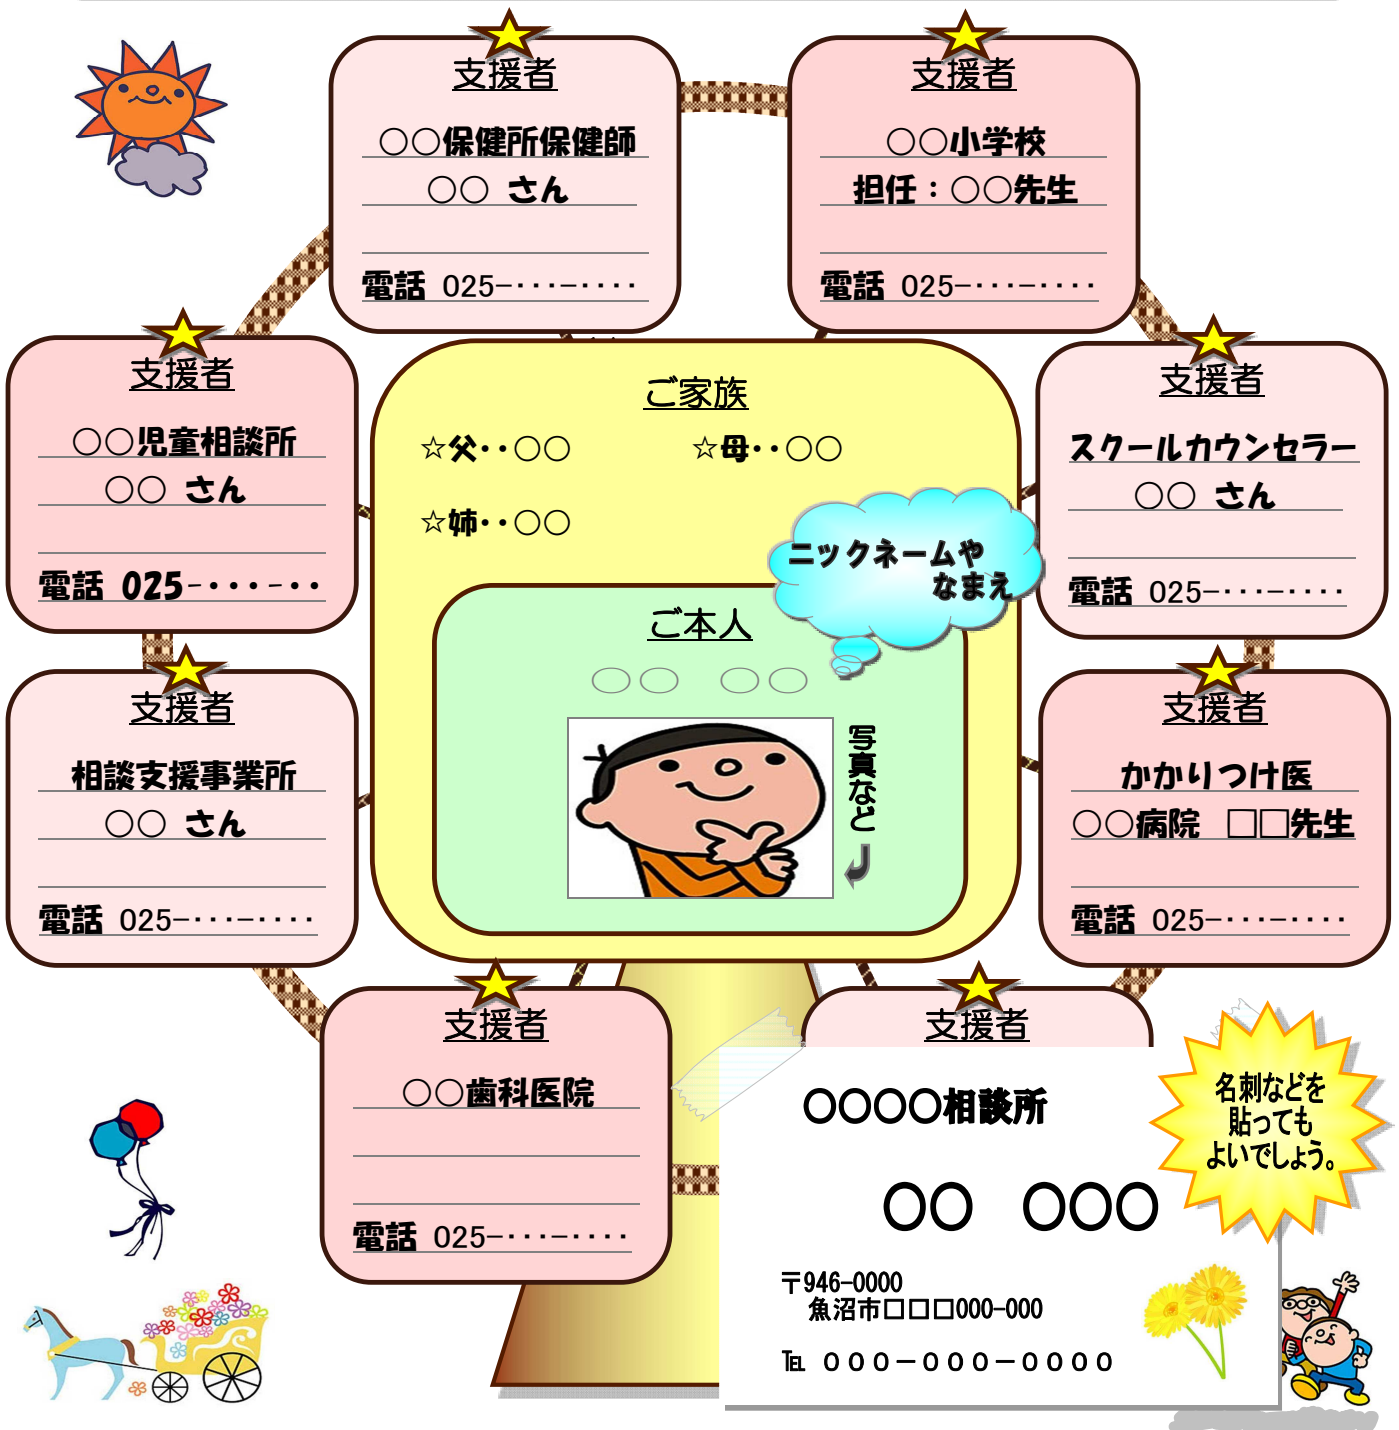 支援者
○○保健所保健師
○○ さん
電話 025-・・・-・・・・
支援者
○○小学校
担任：○○先生
電話 025-・・・-・・・・
支援者
○○児童相談所
○○ さん
電話 025-・・・-・・
ご家族
☆父・・○○
☆母・・○○
☆姉・・○○
支援者
スクールカウンセラー
○○ さん
電話 025-・・・-・・・・
ニックネームや
なまえ
ご本人
○○ ○○
写真など
支援者
相談支援事業所
○○ さん
電話 025-・・・-・・・・
支援者
かかりつけ医
○○病院 □□先生
電話 025-・・・-・・・・
支援者
○○歯科医院
電話 025-・・・-・・・・
支援者
○○○○相談所
○○ ○○○
〒946-0000
魚沼市□□□000-000
℡ ０００－０００－００００
名刺などを
貼っても
よいでしょう。